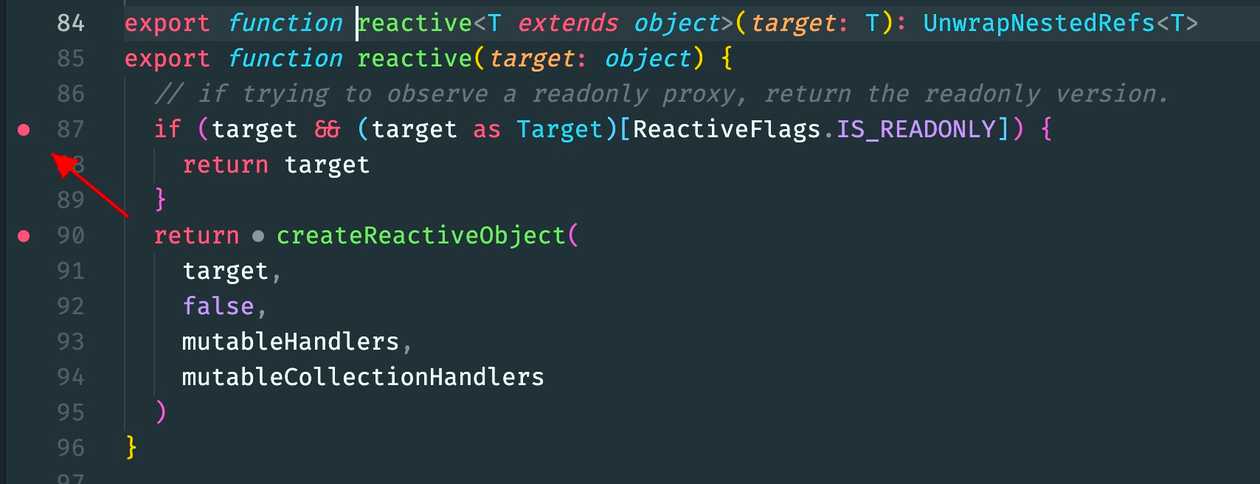 84 export function reactive<T extends object>(target: T): UnwrapNestedRefs<T>
85 export function reactive(target: object) {
86 // if trying to observe a readonly proxy, return the readonly version.
87 if (target && (target as Target)[ReactiveFlags.IS_READONLY]) {
88 return target
89 }
90 return createReactiveObject(
91 target,
92 false,
93 mutableHandlers,
94 mutableCollectionHandlers
95 )
96 }
97